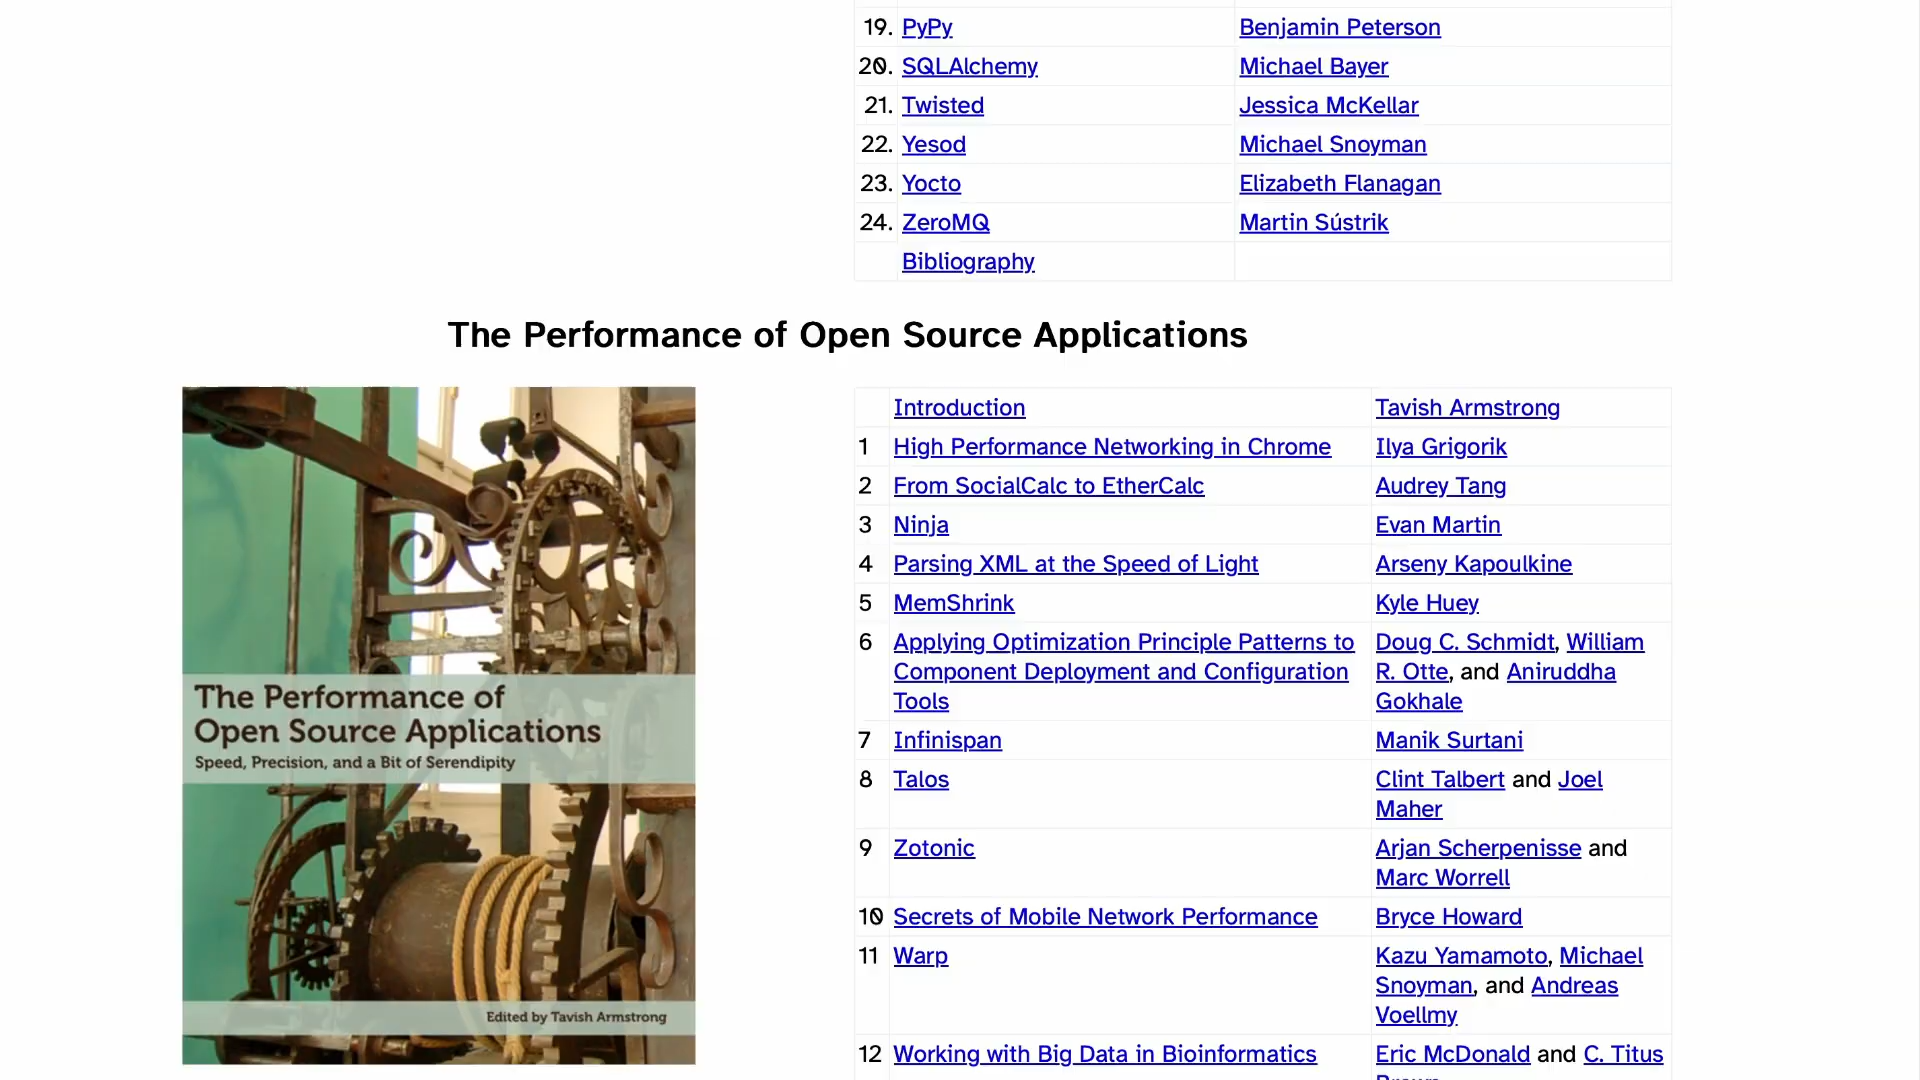 19. PyPy Benjamin Peterson
20. SQLAlchemy Michael Bayer
21. Twisted Jessica McKellar
22. Yesod Michael Snoyman
23. Yocto Elizabeth Flanagan
24. ZeroMQ Martin Sústrik
Bibliography
The Performance of Open Source Applications
The Performance of
Open Source Applications
Speed, Precision, and a Bit of Serendipity
Edited by Tavish Armstrong
Introduction Tavish Armstrong
1 High Performance Networking in Chrome Ilya Grigorik
2 From SocialCalc to EtherCalc Audrey Tang
3 Ninja Evan Martin
4 Parsing XML at the Speed of Light Arseny Kapoulkine
5 MemShrink Kyle Huey
6 Applying Optimization Principle Patterns to Doug C. Schmidt, William
Component Deployment and Configuration R. Otte, and Aniruddha
Tools Gokhale
7 Infinispan Manik Surtani
8 Talos Clint Talbert and Joel
Maher
9 Zotonic Arjan Scherpenisse and
Marc Worrell
10 Secrets of Mobile Network Performance Bryce Howard
11 Warp Kazu Yamamoto, Michael
Snoyman, and Andreas
Voellmy
12 Working with Big Data in Bioinformatics Eric McDonald and C. Titus